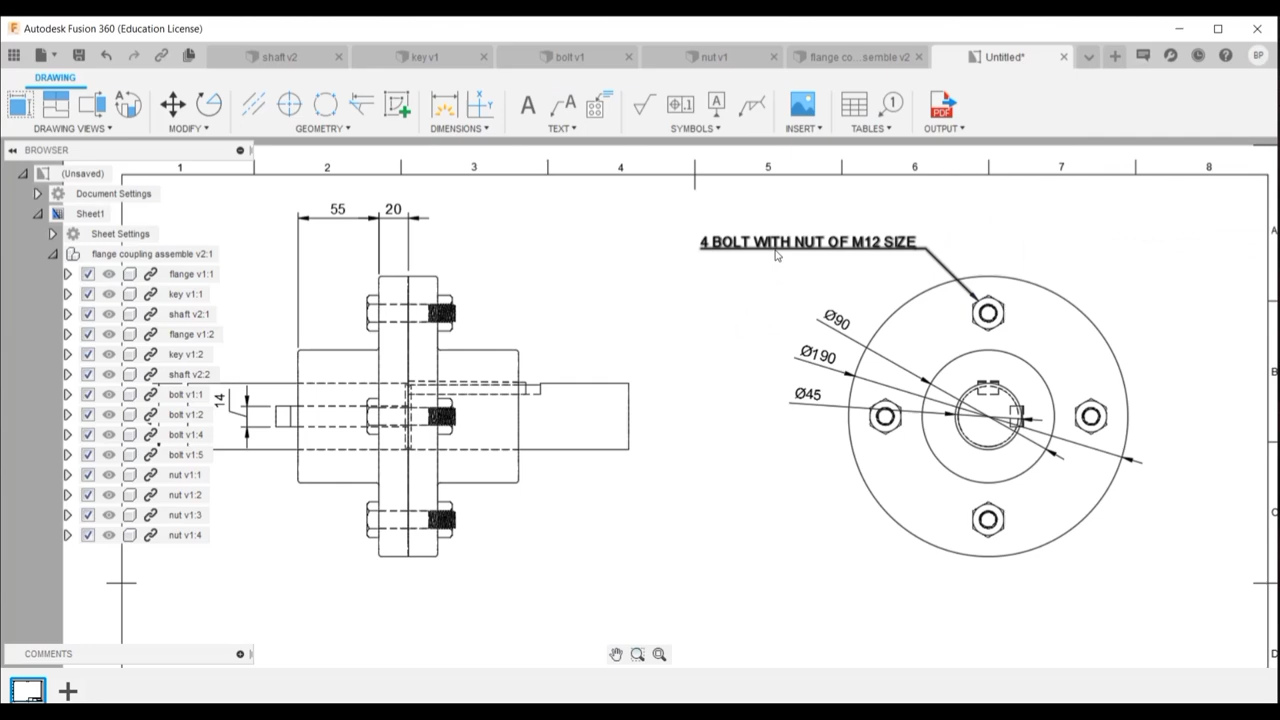 Autodesk Fusion 360 (Education License)
shaft v2
key v1
bolt v1
nut v1
flange co...semble v2
Untitled*
BP
DRAWING
DRAWING VIEWS
MODIFY
GEOMETRY
DIMENSIONS
TEXT
SYMBOLS
INSERT
TABLES
OUTPUT
PDF
BROWSER
1 2 3 4 5 6 7 8
(Unsaved)
Document Settings
Sheet1
Sheet Settings
flange coupling assemble v2:1
flange v1:1
key v1:1
shaft v2:1
flange v1:2
key v1:2
shaft v2:2
bolt v1:1
bolt v1:2
bolt v1:4
bolt v1:5
nut v1:1
nut v1:2
nut v1:3
nut v1:4
55 20
14
4 BOLT WITH NUT OF M12 SIZE
Ø90
Ø190
Ø45
A
B
C
D
COMMENTS